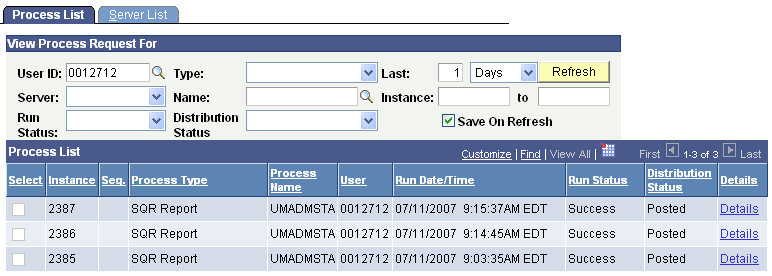 Process List Server List
View Process Request For
User ID: 0012712 Type: Last: 1 Days Refresh
Server: Name: Instance: to
Run Status: Distribution Status Save On Refresh
Process List Customize | Find | View All | First 1-3 of 3 Last
Select Instance Seq. Process Type Process Name User Run Date/Time Run Status Distribution Status Details
2387 SQR Report UMADMSTA 0012712 07/11/2007 9:15:37AM EDT Success Posted Details
2386 SQR Report UMADMSTA 0012712 07/11/2007 9:14:45AM EDT Success Posted Details
2385 SQR Report UMADMSTA 0012712 07/11/2007 9:03:35AM EDT Success Posted Details